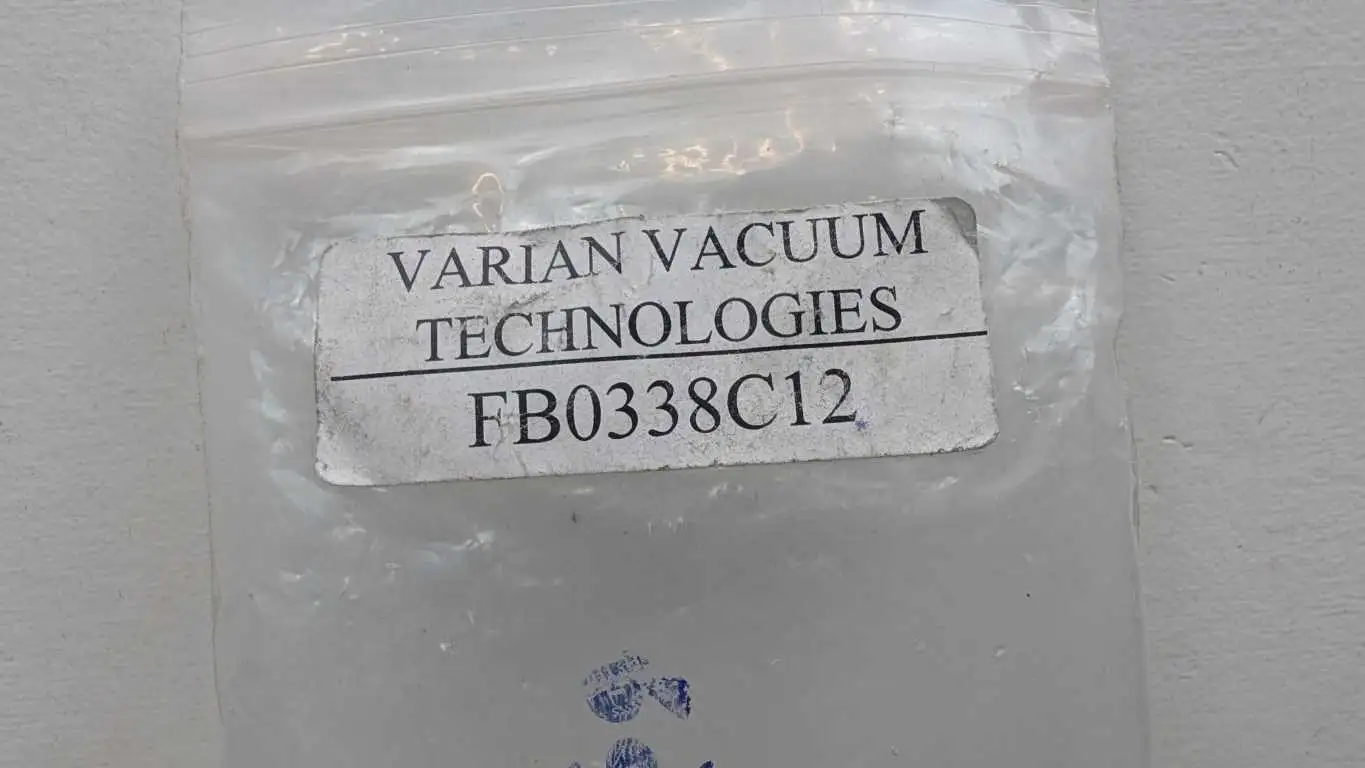 VARIAN VACUUM
TECHNOLOGIES
FB0338C12